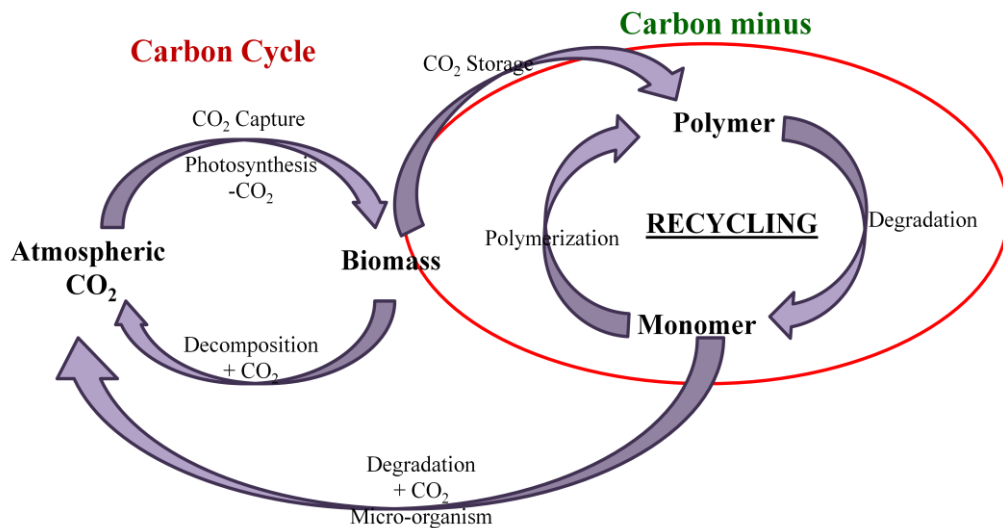 Carbon Cycle
Carbon minus
CO₂ Storage
CO₂ Capture
Photosynthesis
-CO₂
Polymer
Atmospheric
CO₂
Biomass
Polymerization
RECYCLING
Degradation
Monomer
Decomposition
+ CO₂
Degradation
+ CO₂
Micro-organism